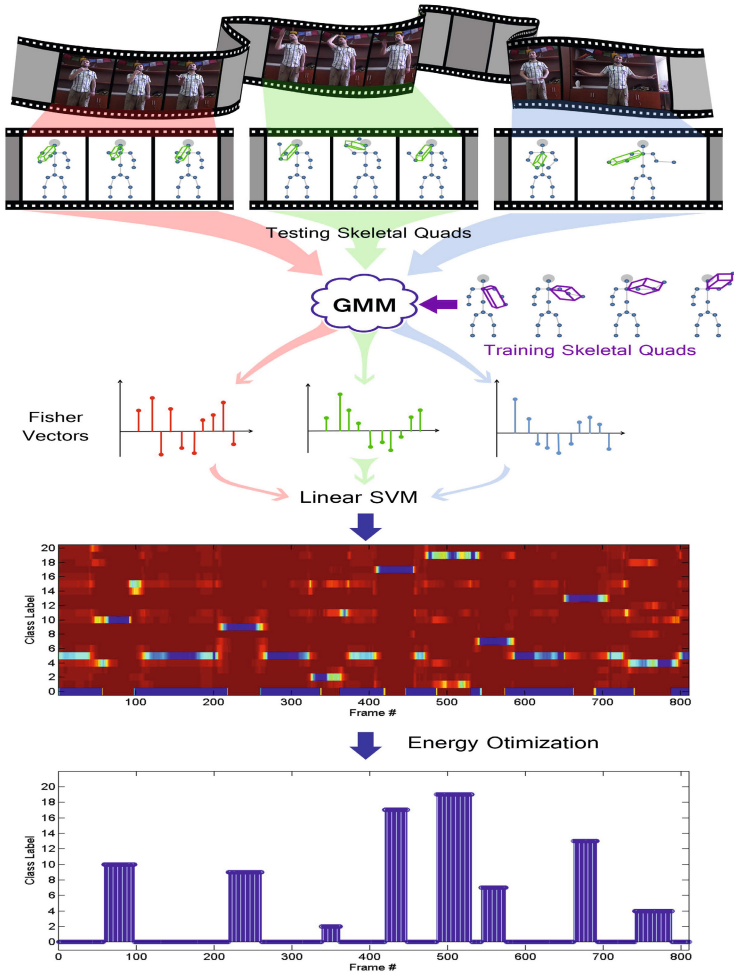 Testing Skeletal Quads
GMM
Training Skeletal Quads
Fisher
Vectors
Linear SVM
Class Label
20
18
16
14
12
10
8
6
4
2
0
0 100 200 300 400 500 600 700 800
Frame #
Energy Otimization
Class Label
20
18
16
14
12
10
8
6
4
2
0
0 100 200 300 400 500 600 700 800
Frame #